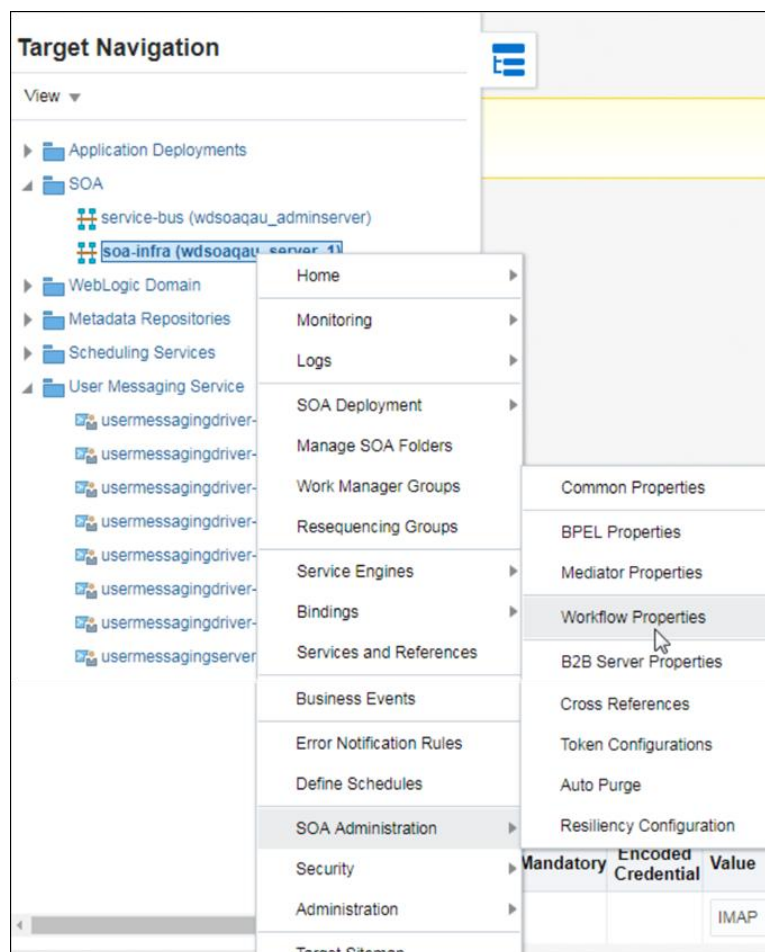 Target Navigation
View
Application Deployments
SOA
service-bus (wdsoaqau_adminserver)
soa-infra (wdsoaqau_server_1)
WebLogic Domain
Metadata Repositories
Scheduling Services
User Messaging Service
usermessagingdriver-
usermessagingdriver-
usermessagingdriver-
usermessagingdriver-
usermessagingdriver-
usermessagingdriver-
usermessagingdriver-
usermessagingserver
Home
Monitoring
Logs
SOA Deployment
Manage SOA Folders
Work Manager Groups
Resequencing Groups
Service Engines
Bindings
Services and References
Business Events
Error Notification Rules
Define Schedules
SOA Administration
Security
Administration
Target Sitemap
Common Properties
BPEL Properties
Mediator Properties
Workflow Properties
B2B Server Properties
Cross References
Token Configurations
Auto Purge
Resiliency Configuration
Mandatory Encoded Credential Value
IMAP